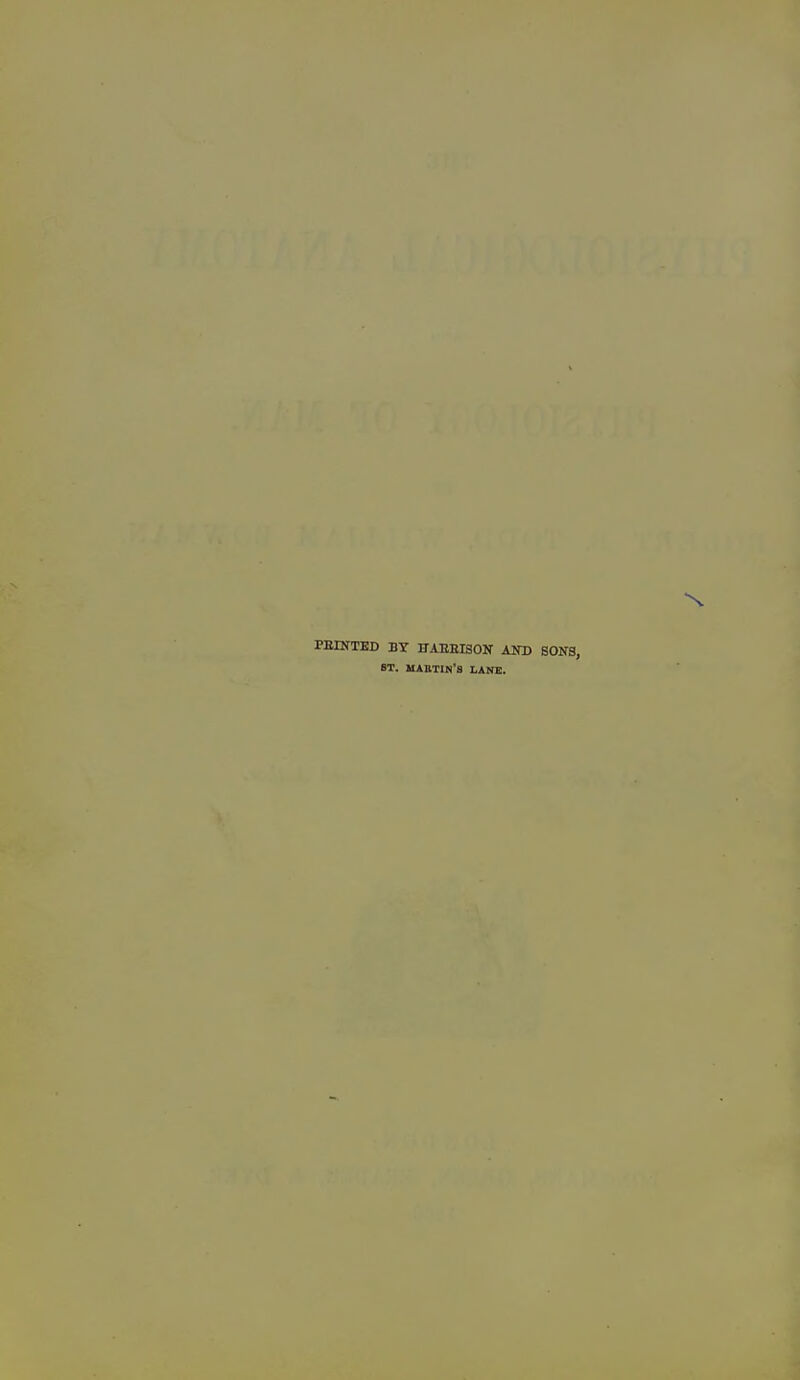 PRINTED BY HARRISON AND SONS,
ST. MARTIN'S LANE.